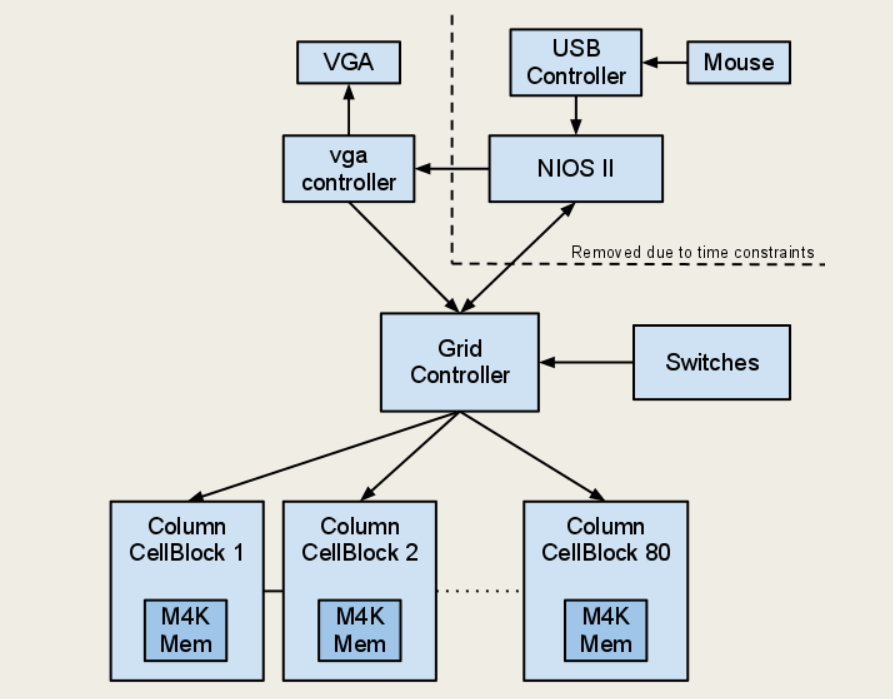 VGA
USB
Controller
Mouse
vga
controller
NIOS II
Removed due to time constraints
Grid
Controller
Switches
Column
CellBlock 1
Column
CellBlock 2
Column
CellBlock 80
M4K
Mem
M4K
Mem
M4K
Mem